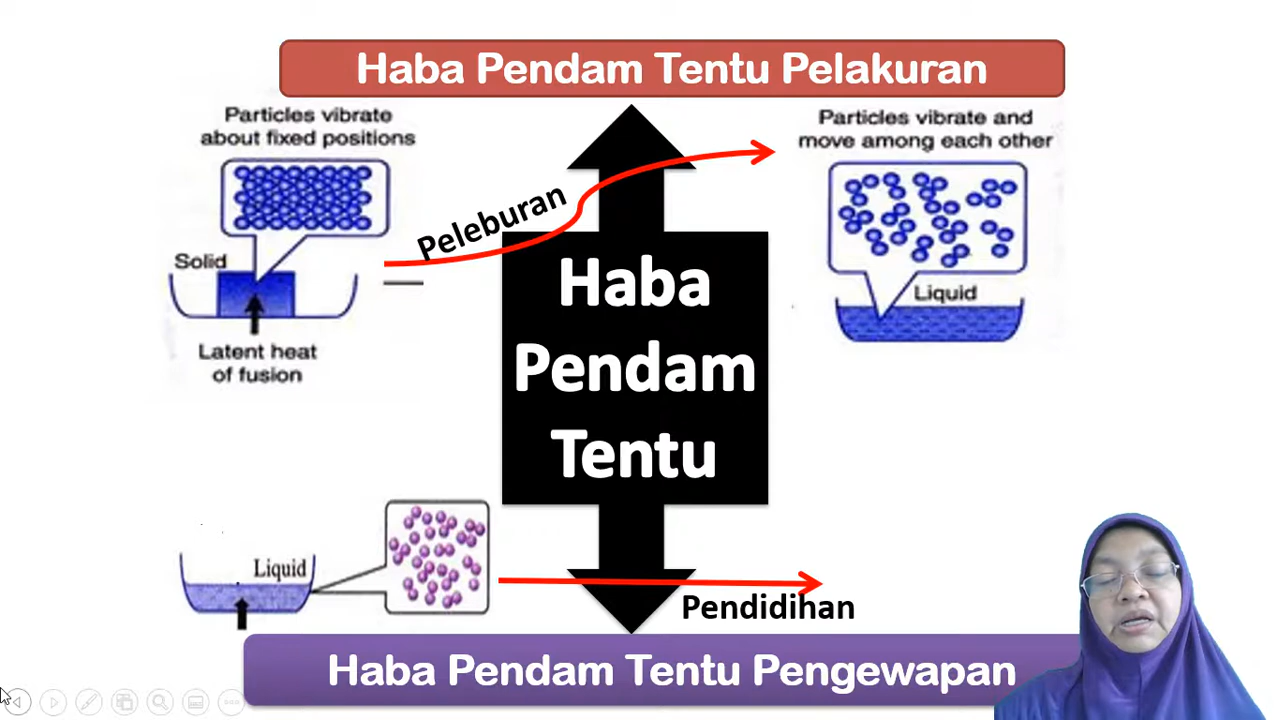 Haba Pendam Tentu Pelakuran
Particles vibrate
about fixed positions
Particles vibrate and
move among each other
Peleburan
Solid
Liquid
Latent heat
of fusion
Haba
Pendam
Tentu
Liquid
Pendidihan
Haba Pendam Tentu Pengewapan